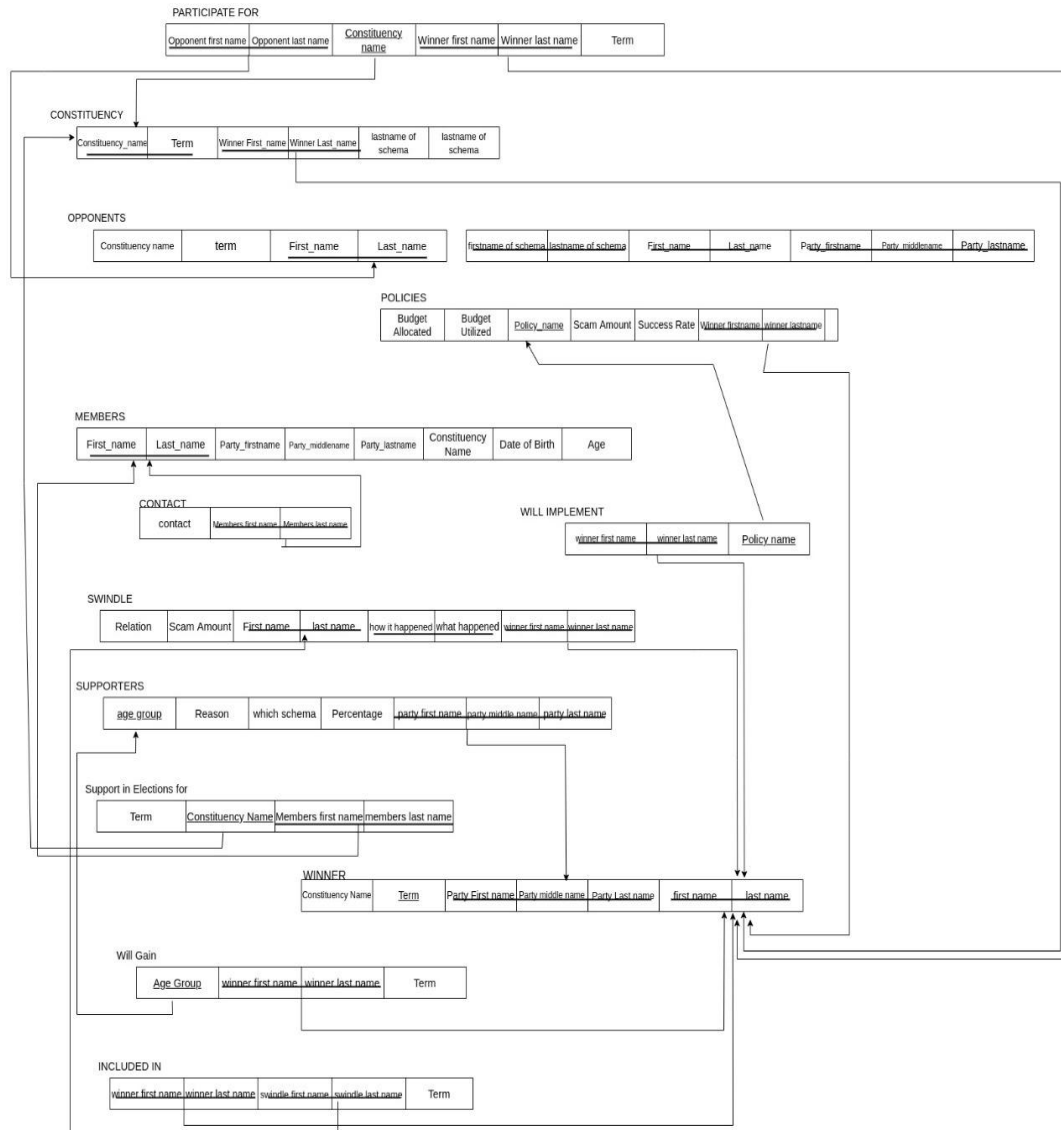 PARTICIPATE FOR
Opponent first name Opponent last name Constituency name Winner first name Winner last name Term
CONSTITUENCY
Constituency_name Term Winner First_name Winner Last_name lastname of schema lastname of schema
OPPONENTS
Constituency name term First_name Last_name firstname of schema lastname of schema First_name Last_name Party_firstname Party_middlename Party_lastname
POLICIES
Budget Allocated Budget Utilized Policy_name Scam Amount Success Rate Winner firstname winner lastname
MEMBERS
First_name Last_name Party_firstname Party_middlename Party_lastname Constituency Name Date of Birth Age
CONTACT
contact Members first name Members last name
WILL IMPLEMENT
winner first name winner last name Policy name
SWINDLE
Relation Scam Amount First name last name how it happened what happened winner first name winner last name
SUPPORTERS
age group Reason which schema Percentage party first name party middle name party last name
Support in Elections for
Term Constituency Name Members first name members last name
WINNER
Constituency Name Term Party First name Party middle name Party Last name first name last name
Will Gain
Age Group winner first name winner last name Term
INCLUDED IN
winner first name winner last name swindle first name swindle last name Term